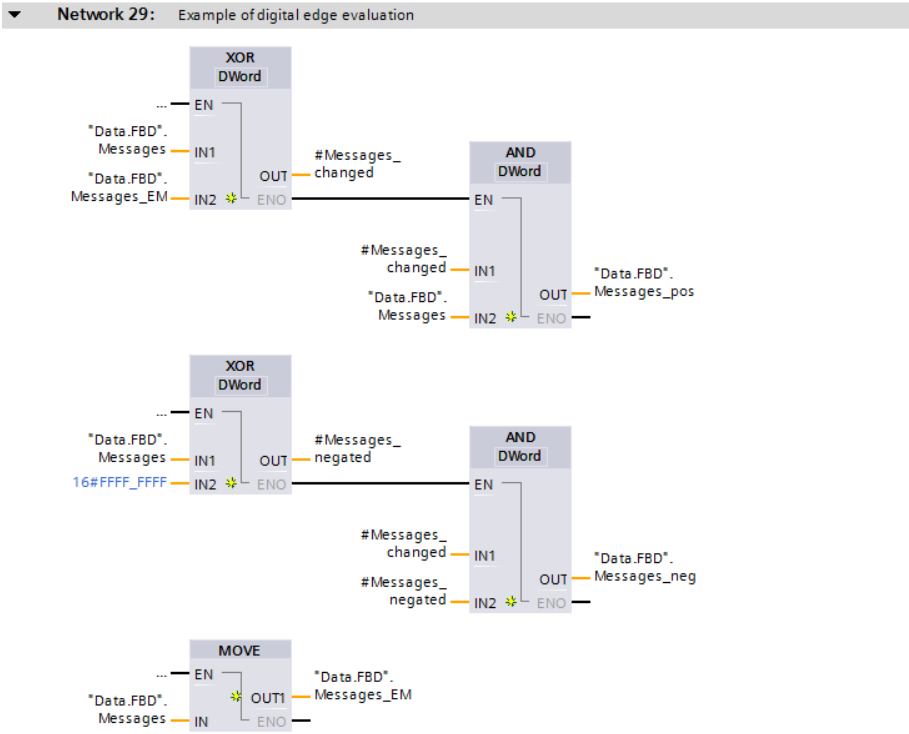 Network 29: Example of digital edge evaluation
XOR
DWord
... EN
"Data.FBD".
Messages IN1
"Data.FBD".
Messages_EM IN2
OUT
ENO
#Messages_
changed
AND
DWord
EN
#Messages_
changed IN1
"Data.FBD".
Messages IN2
OUT
ENO
"Data.FBD".
Messages_pos
XOR
DWord
... EN
"Data.FBD".
Messages IN1
16#FFFF_FFFF IN2
OUT
ENO
#Messages_
negated
AND
DWord
EN
#Messages_
changed IN1
#Messages_
negated IN2
OUT
ENO
"Data.FBD".
Messages_neg
MOVE
... EN
"Data.FBD".
Messages IN
OUT1
ENO
"Data.FBD".
Messages_EM